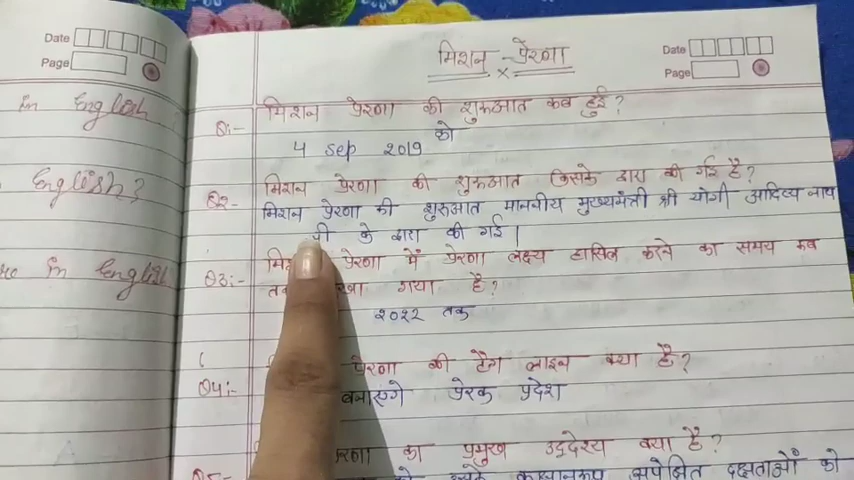 Date
Page
in English
English?
in English
Date
Page
मिशन - प्रेरणा
x
मिशन प्रेरणा की शुरुआत कब हुई?
Q1:-
4 Sep 2019 को
Q2- मिशन प्रेरणा की शुरुआत किसके द्वारा की गई है?
मिशन प्रेरणा की शुरुआत माननीय मुख्यमंत्री श्री योगी आदित्य नाथ
जी के द्वारा की गई।
Q3:- प्रेरणा में प्रेरणा लक्ष्य हासिल करने का समय कब
गया है?
२०२२ तक
प्रेरणा की टैग लाइन क्या है?
Q4:-
बनाएंगे प्रेरक प्रदेश
का प्रमुख उद्देश्य क्या है?
Q5- अपेक्षित दक्षताओं को